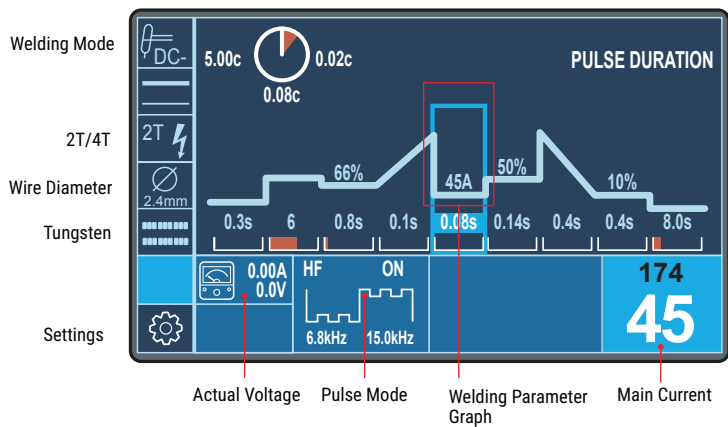 Welding Mode
2T/4T
Wire Diameter
Tungsten
Settings
DC-
2T
2.4mm
5.00c
0.02c
0.08c
PULSE DURATION
66%
45A
50%
10%
0.3s 6 0.8s 0.1s 0.08s 0.14s 0.4s 0.4s 8.0s
0.00A
0.0V
HF ON
6.8kHz 15.0kHz
174
45
Actual Voltage
Pulse Mode
Welding Parameter
Graph
Main Current